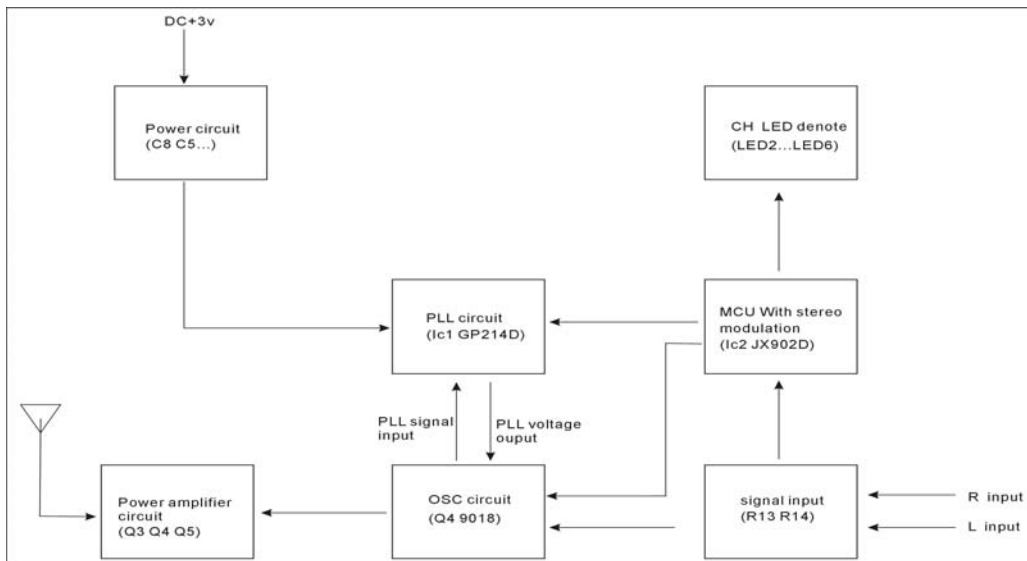 DC+3v
Power circuit
(C8 C5...)
CH LED denote
(LED2...LED6)
PLL circuit
(Ic1 GP214D)
MCU With stereo
modulation
(Ic2 JX902D)
PLL signal
input
PLL voltage
ouput
Power amplifier
circuit
(Q3 Q4 Q5)
OSC circuit
(Q4 9018)
signal input
(R13 R14)
R input
L input